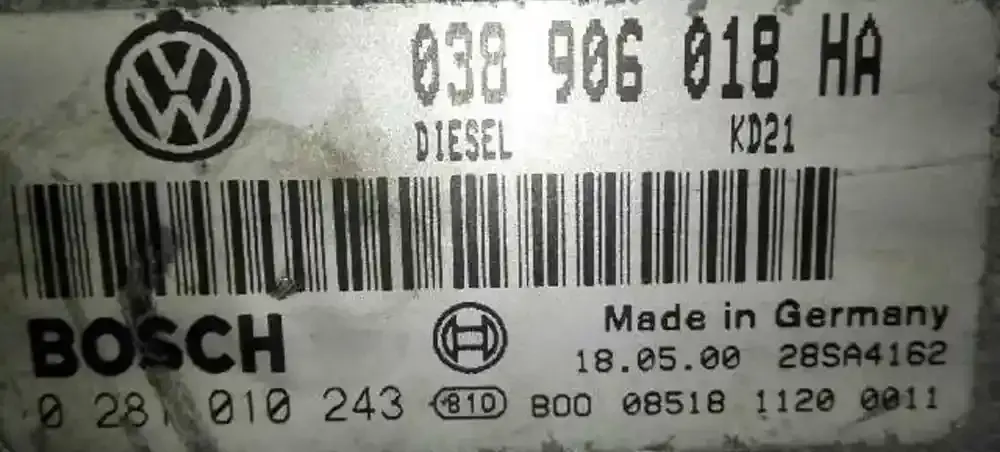 038 906 018 HA
DIESEL KD21
BOSCH
Made in Germany
18.05.00 28SA4162
0 281 010 243 810 B00 08518 1120 0011